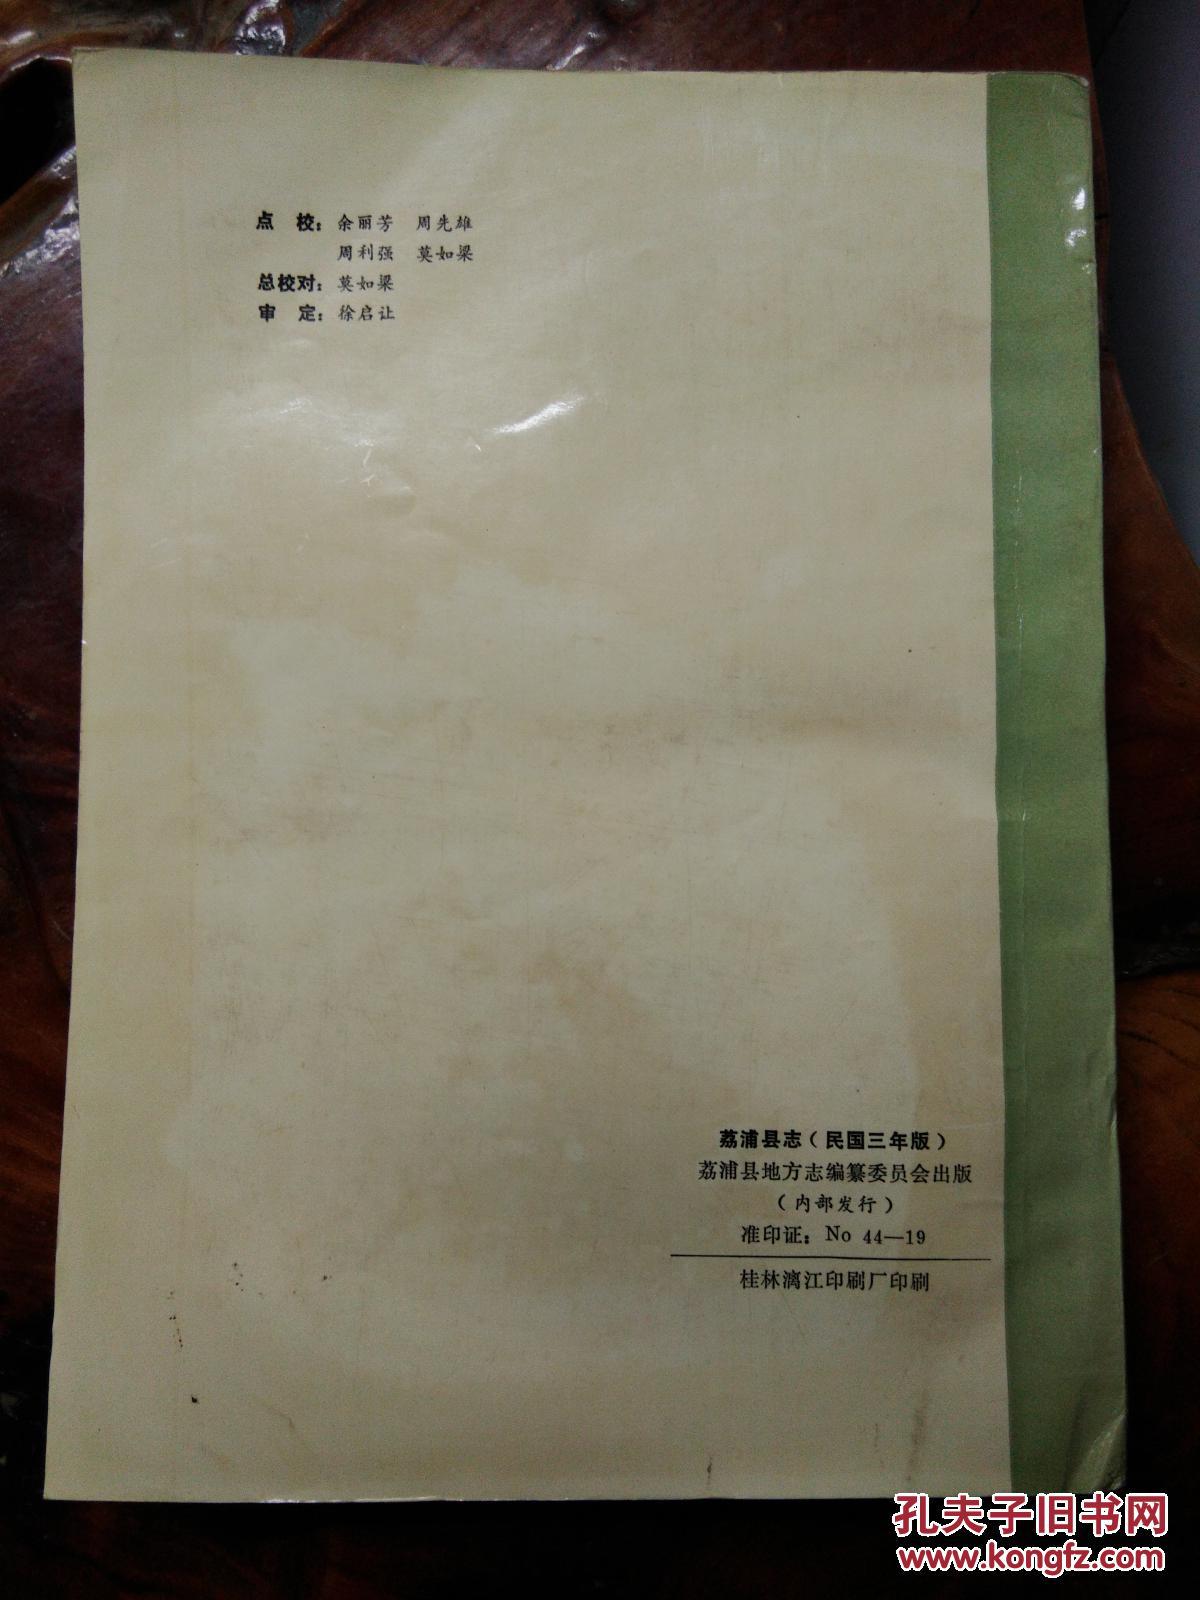 点 校：余丽芳 周先雄
周利强 莫如梁
总校对：莫如梁
审 定：徐启让
荔浦县志（民国三年版）
荔浦县地方志编纂委员会出版
（内部发行）
准印证：No 44—19
桂林漓江印刷厂印刷
孔夫子旧书网
www.kongfz.com